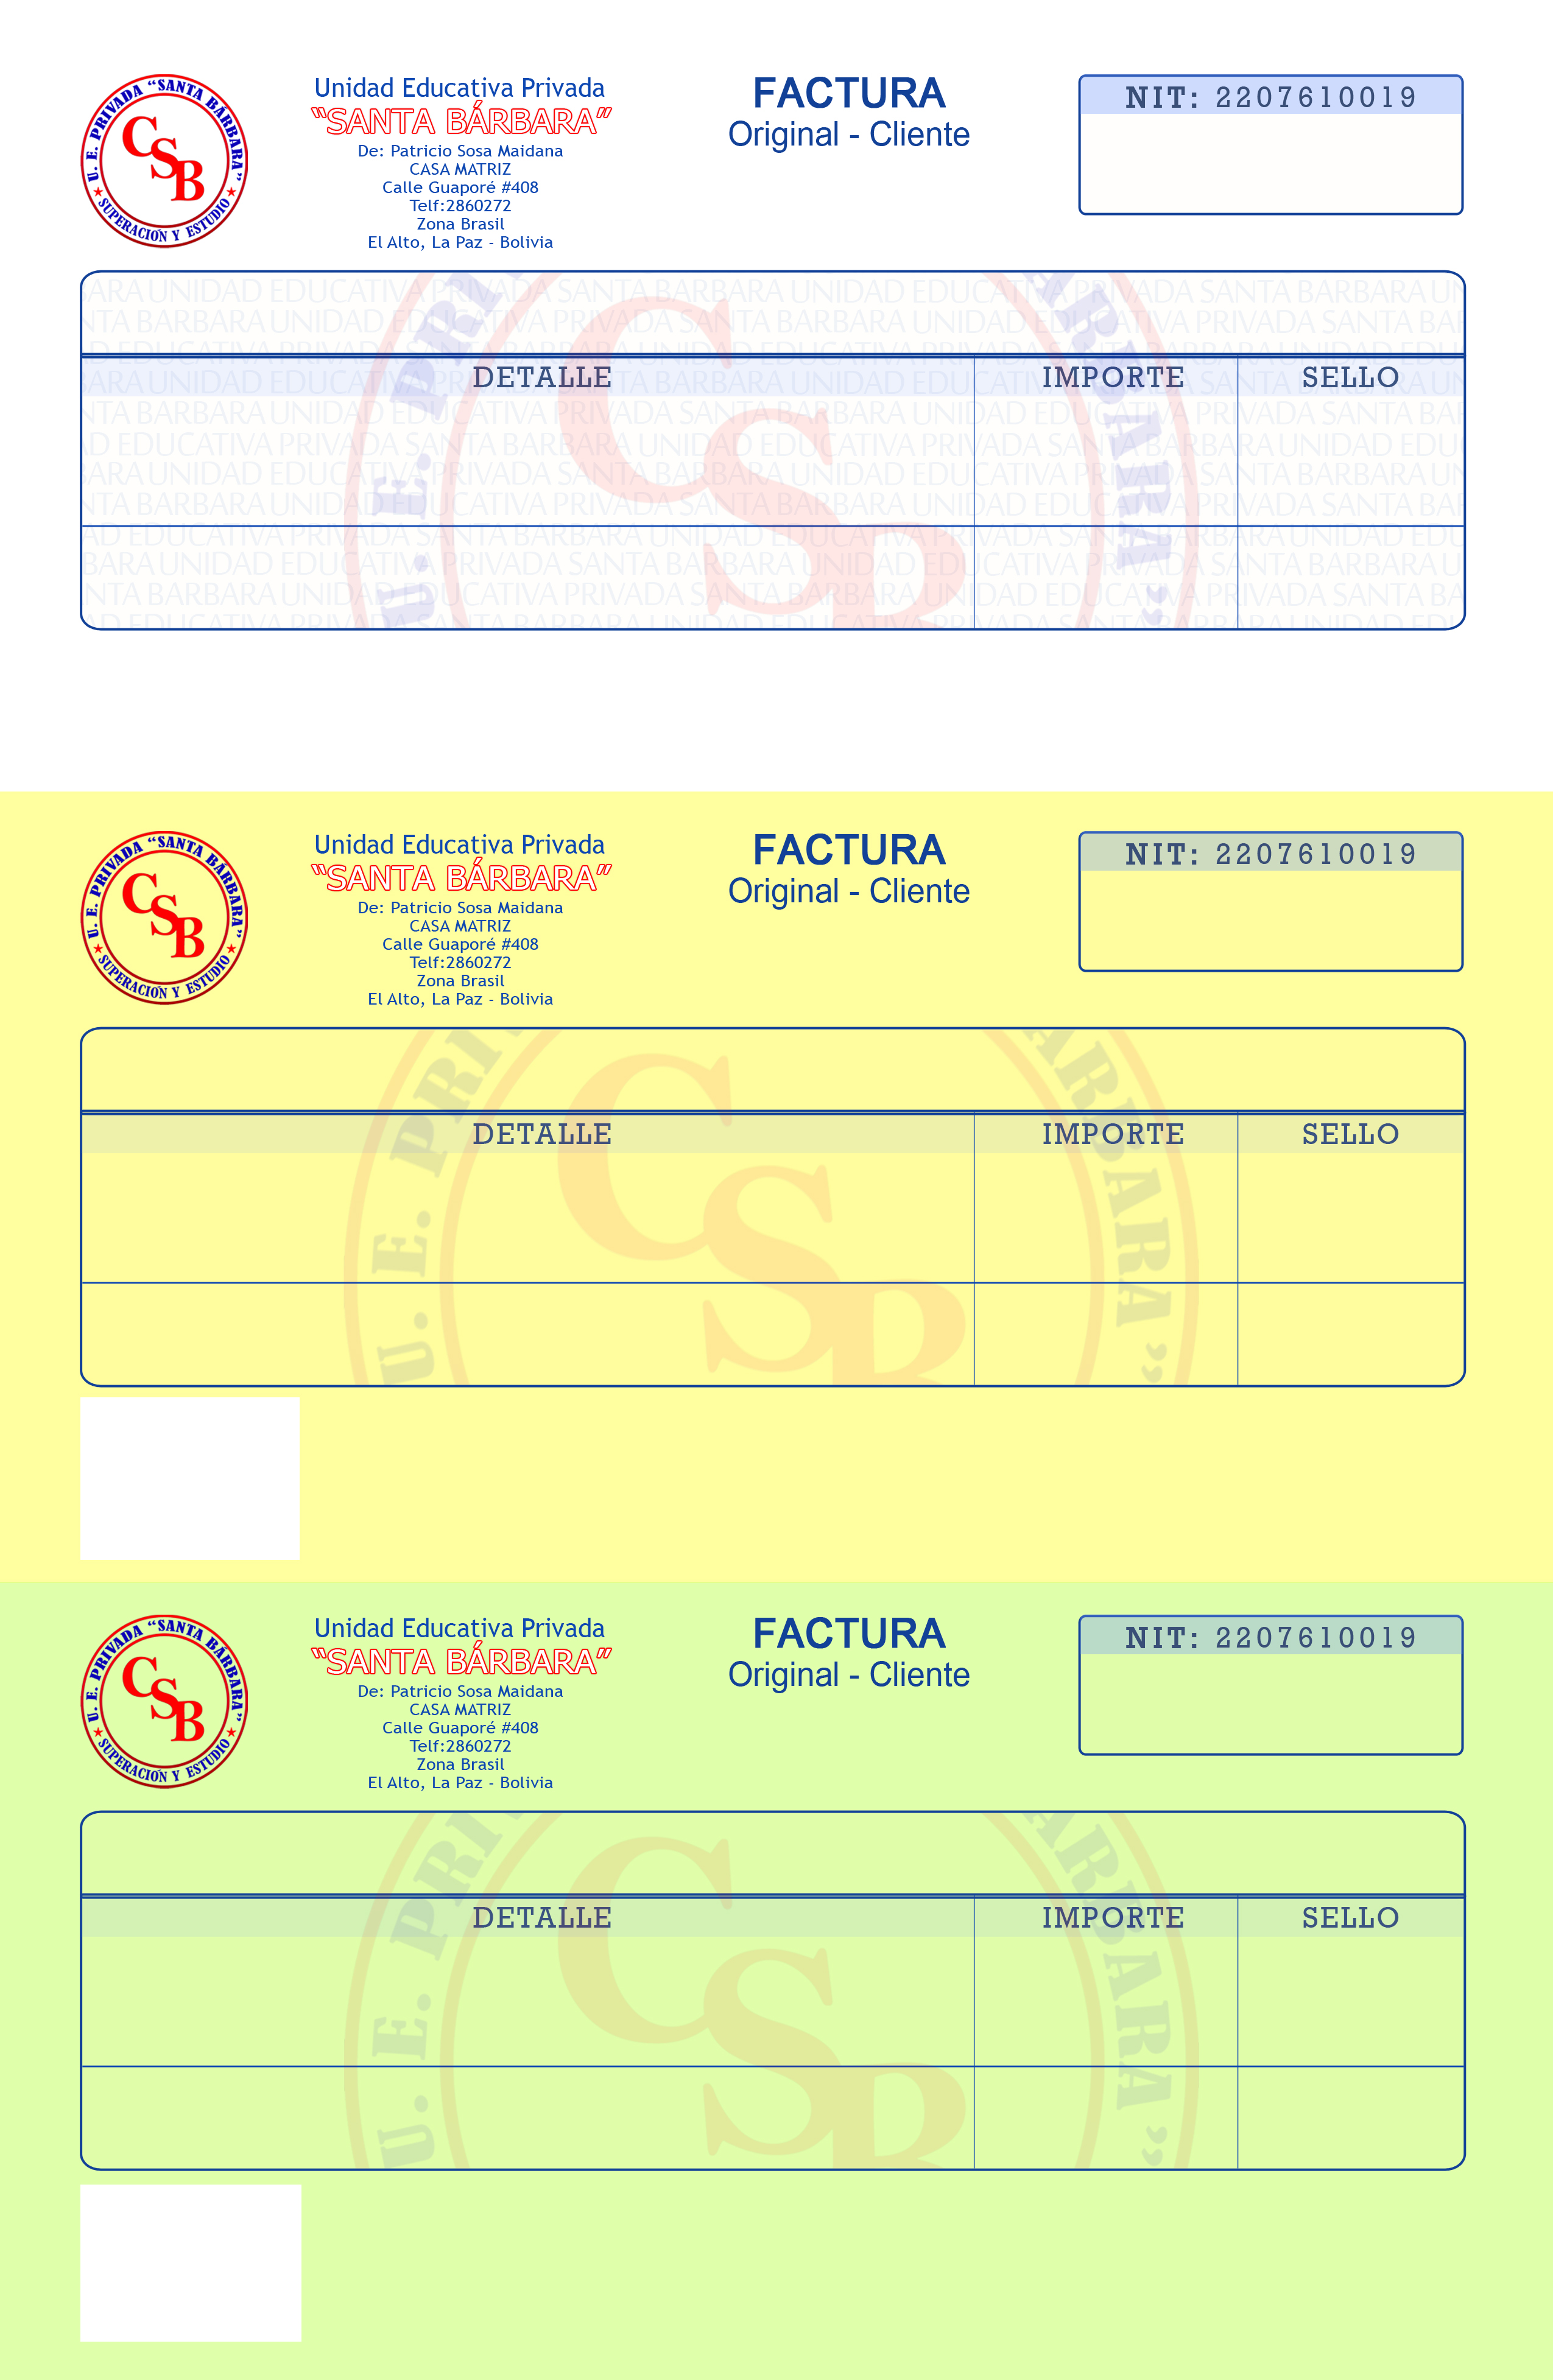 U. E. PRIVADA “SANTA BÁRBARA”
CSB
SUPERACIÓN Y ESTUDIO
Unidad Educativa Privada
“SANTA BÁRBARA”
De: Patricio Sosa Maidana
CASA MATRIZ
Calle Guaporé #408
Telf:2860272
Zona Brasil
El Alto, La Paz - Bolivia
FACTURA
Original - Cliente
NIT: 2207610019
DETALLE IMPORTE SELLO
U. E. PRIVADA “SANTA BÁRBARA”
CSB
SUPERACIÓN Y ESTUDIO
Unidad Educativa Privada
“SANTA BÁRBARA”
De: Patricio Sosa Maidana
CASA MATRIZ
Calle Guaporé #408
Telf:2860272
Zona Brasil
El Alto, La Paz - Bolivia
FACTURA
Original - Cliente
NIT: 2207610019
DETALLE IMPORTE SELLO
U. E. PRIVADA “SANTA BÁRBARA”
CSB
SUPERACIÓN Y ESTUDIO
Unidad Educativa Privada
“SANTA BÁRBARA”
De: Patricio Sosa Maidana
CASA MATRIZ
Calle Guaporé #408
Telf:2860272
Zona Brasil
El Alto, La Paz - Bolivia
FACTURA
Original - Cliente
NIT: 2207610019
DETALLE IMPORTE SELLO